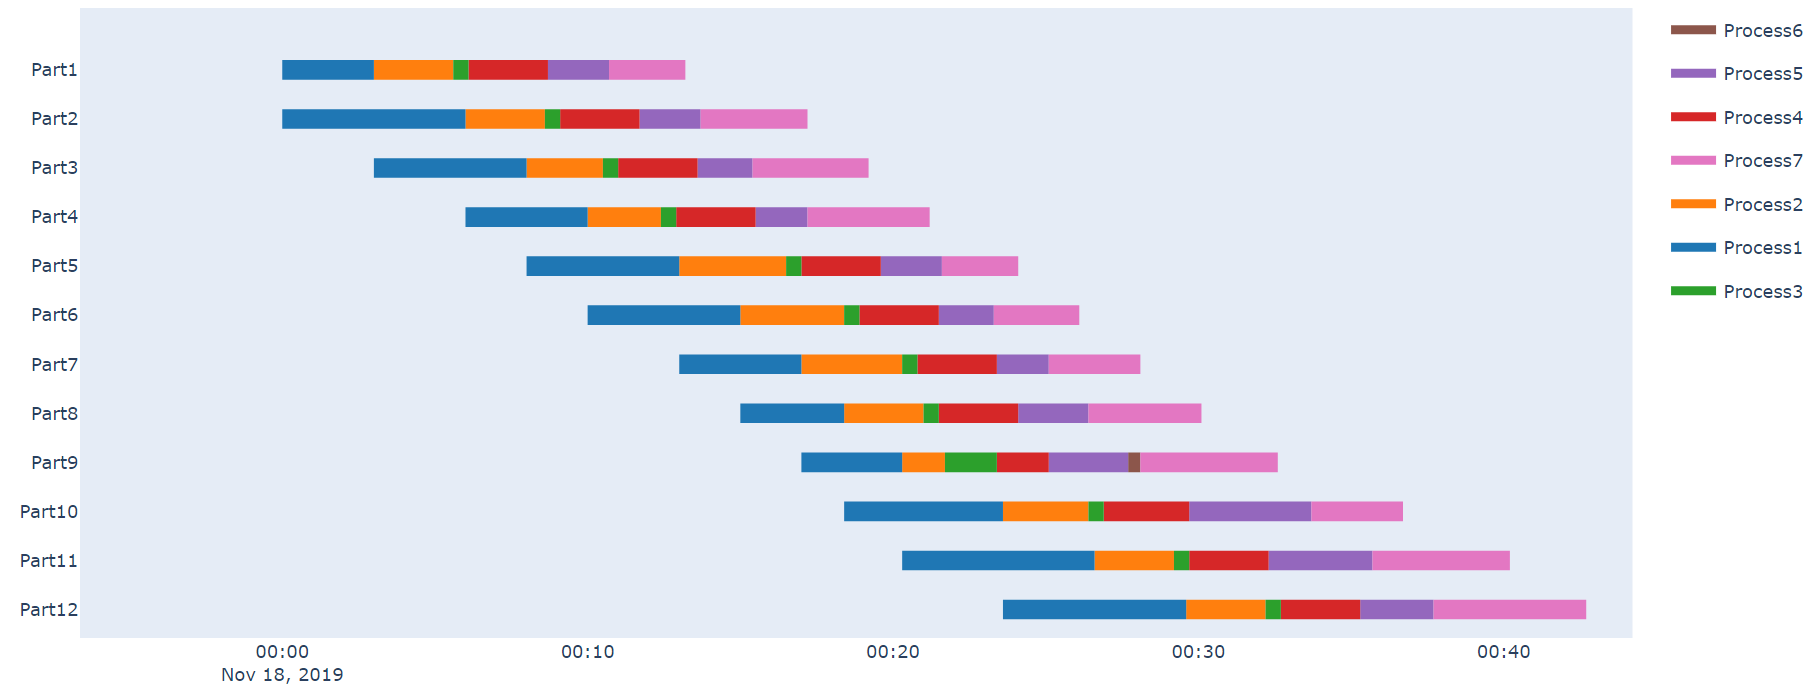 Part1
Part2
Part3
Part4
Part5
Part6
Part7
Part8
Part9
Part10
Part11
Part12
00:00
00:10
00:20
00:30
00:40
Nov 18, 2019
Process6
Process5
Process4
Process7
Process2
Process1
Process3